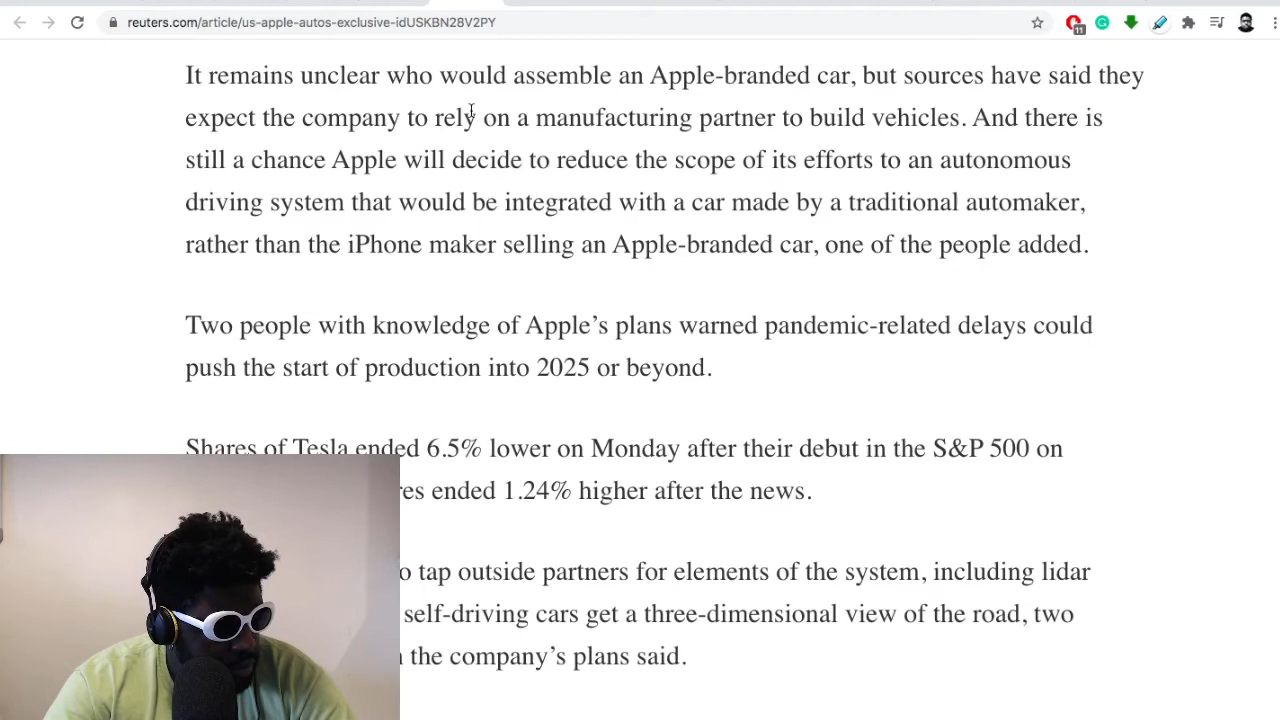 reuters.com/article/us-apple-autos-exclusive-idUSKBN28V2PY
11
It remains unclear who would assemble an Apple-branded car, but sources have said they
expect the company to rely on a manufacturing partner to build vehicles. And there is
still a chance Apple will decide to reduce the scope of its efforts to an autonomous
driving system that would be integrated with a car made by a traditional automaker,
rather than the iPhone maker selling an Apple-branded car, one of the people added.
Two people with knowledge of Apple’s plans warned pandemic-related delays could
push the start of production into 2025 or beyond.
Shares of Tesla ended 6.5% lower on Monday after their debut in the S&P 500 on
ended 1.24% higher after the news.
tap outside partners for elements of the system, including lidar
self-driving cars get a three-dimensional view of the road, two
the company’s plans said.